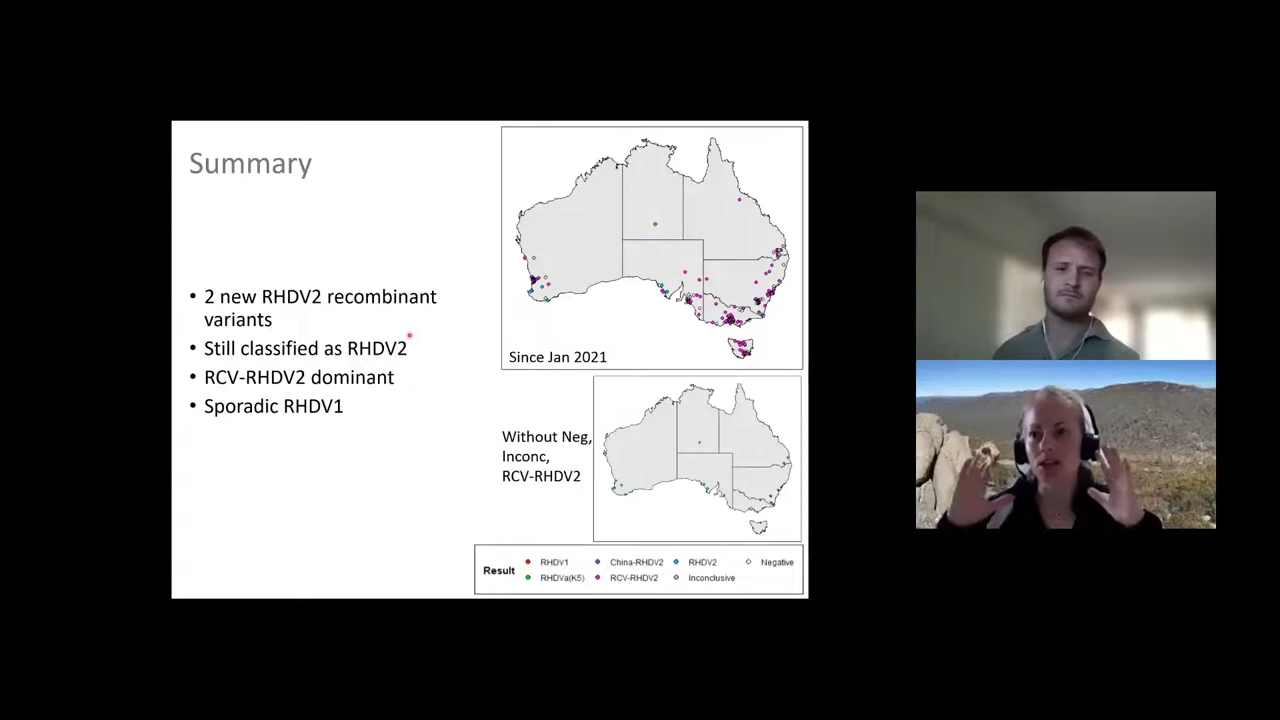 Summary
• 2 new RHDV2 recombinant
variants
• Still classified as RHDV2
• RCV-RHDV2 dominant
• Sporadic RHDV1
Since Jan 2021
Without Neg,
Inconc,
RCV-RHDV2
Result
RHDV1
China-RHDV2
RHDV2
Negative
RHDVa(K5)
RCV-RHDV2
Inconclusive